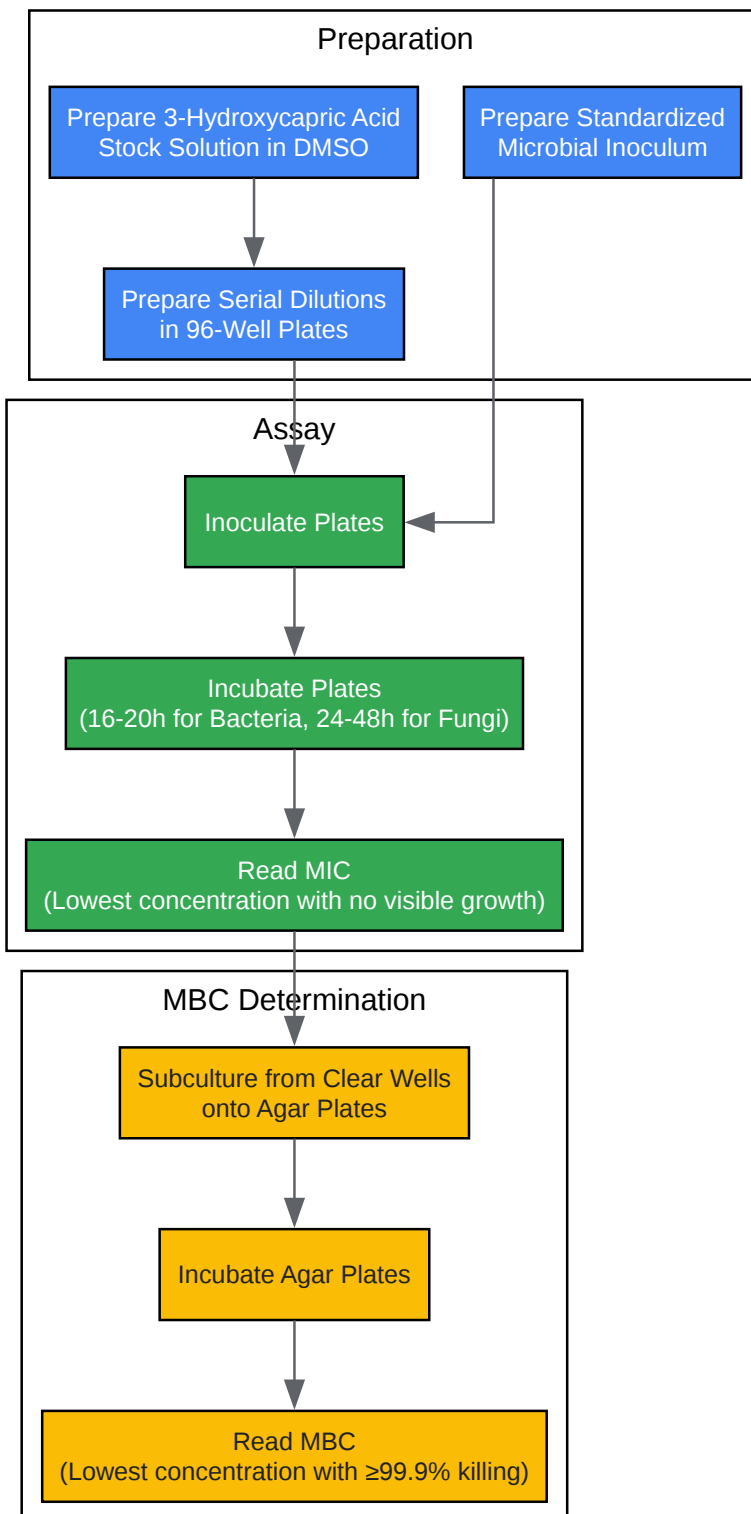 Preparation
Prepare 3-Hydroxycapric Acid
Stock Solution in DMSO
Prepare Standardized
Microbial Inoculum
Prepare Serial Dilutions
in 96-Well Plates
Assay
Inoculate Plates
Incubate Plates
(16-20h for Bacteria, 24-48h for Fungi)
Read MIC
(Lowest concentration with no visible growth)
MBC Determination
Subculture from Clear Wells
onto Agar Plates
Incubate Agar Plates
Read MBC
(Lowest concentration with ≥99.9% killing)